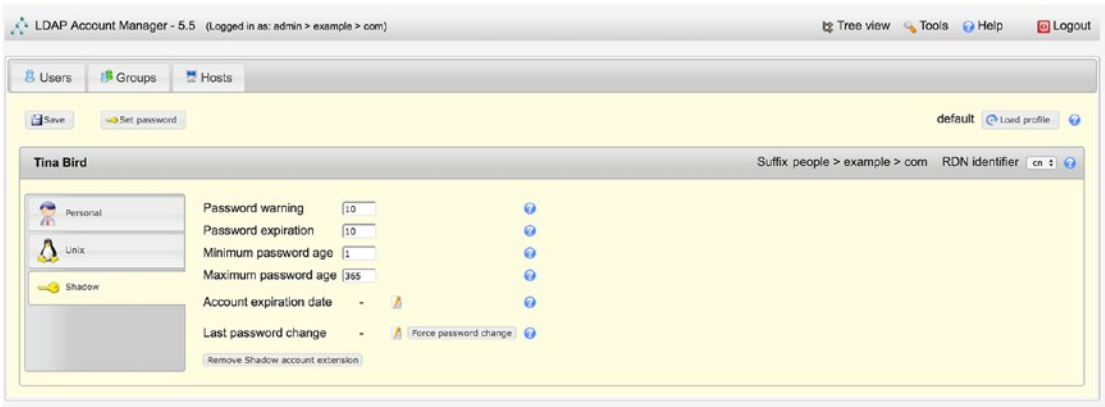 LDAP Account Manager - 5.5 (Logged in as: admin > example > com) Tree view Tools Help Logout
Users Groups Hosts
Save Set password default Load profile
Tina Bird Suffix people > example > com RDN identifier cn
Personal
Unix
Shadow
Password warning 10
Password expiration 10
Minimum password age 1
Maximum password age 365
Account expiration date -
Last password change - Force password change
Remove Shadow account extension